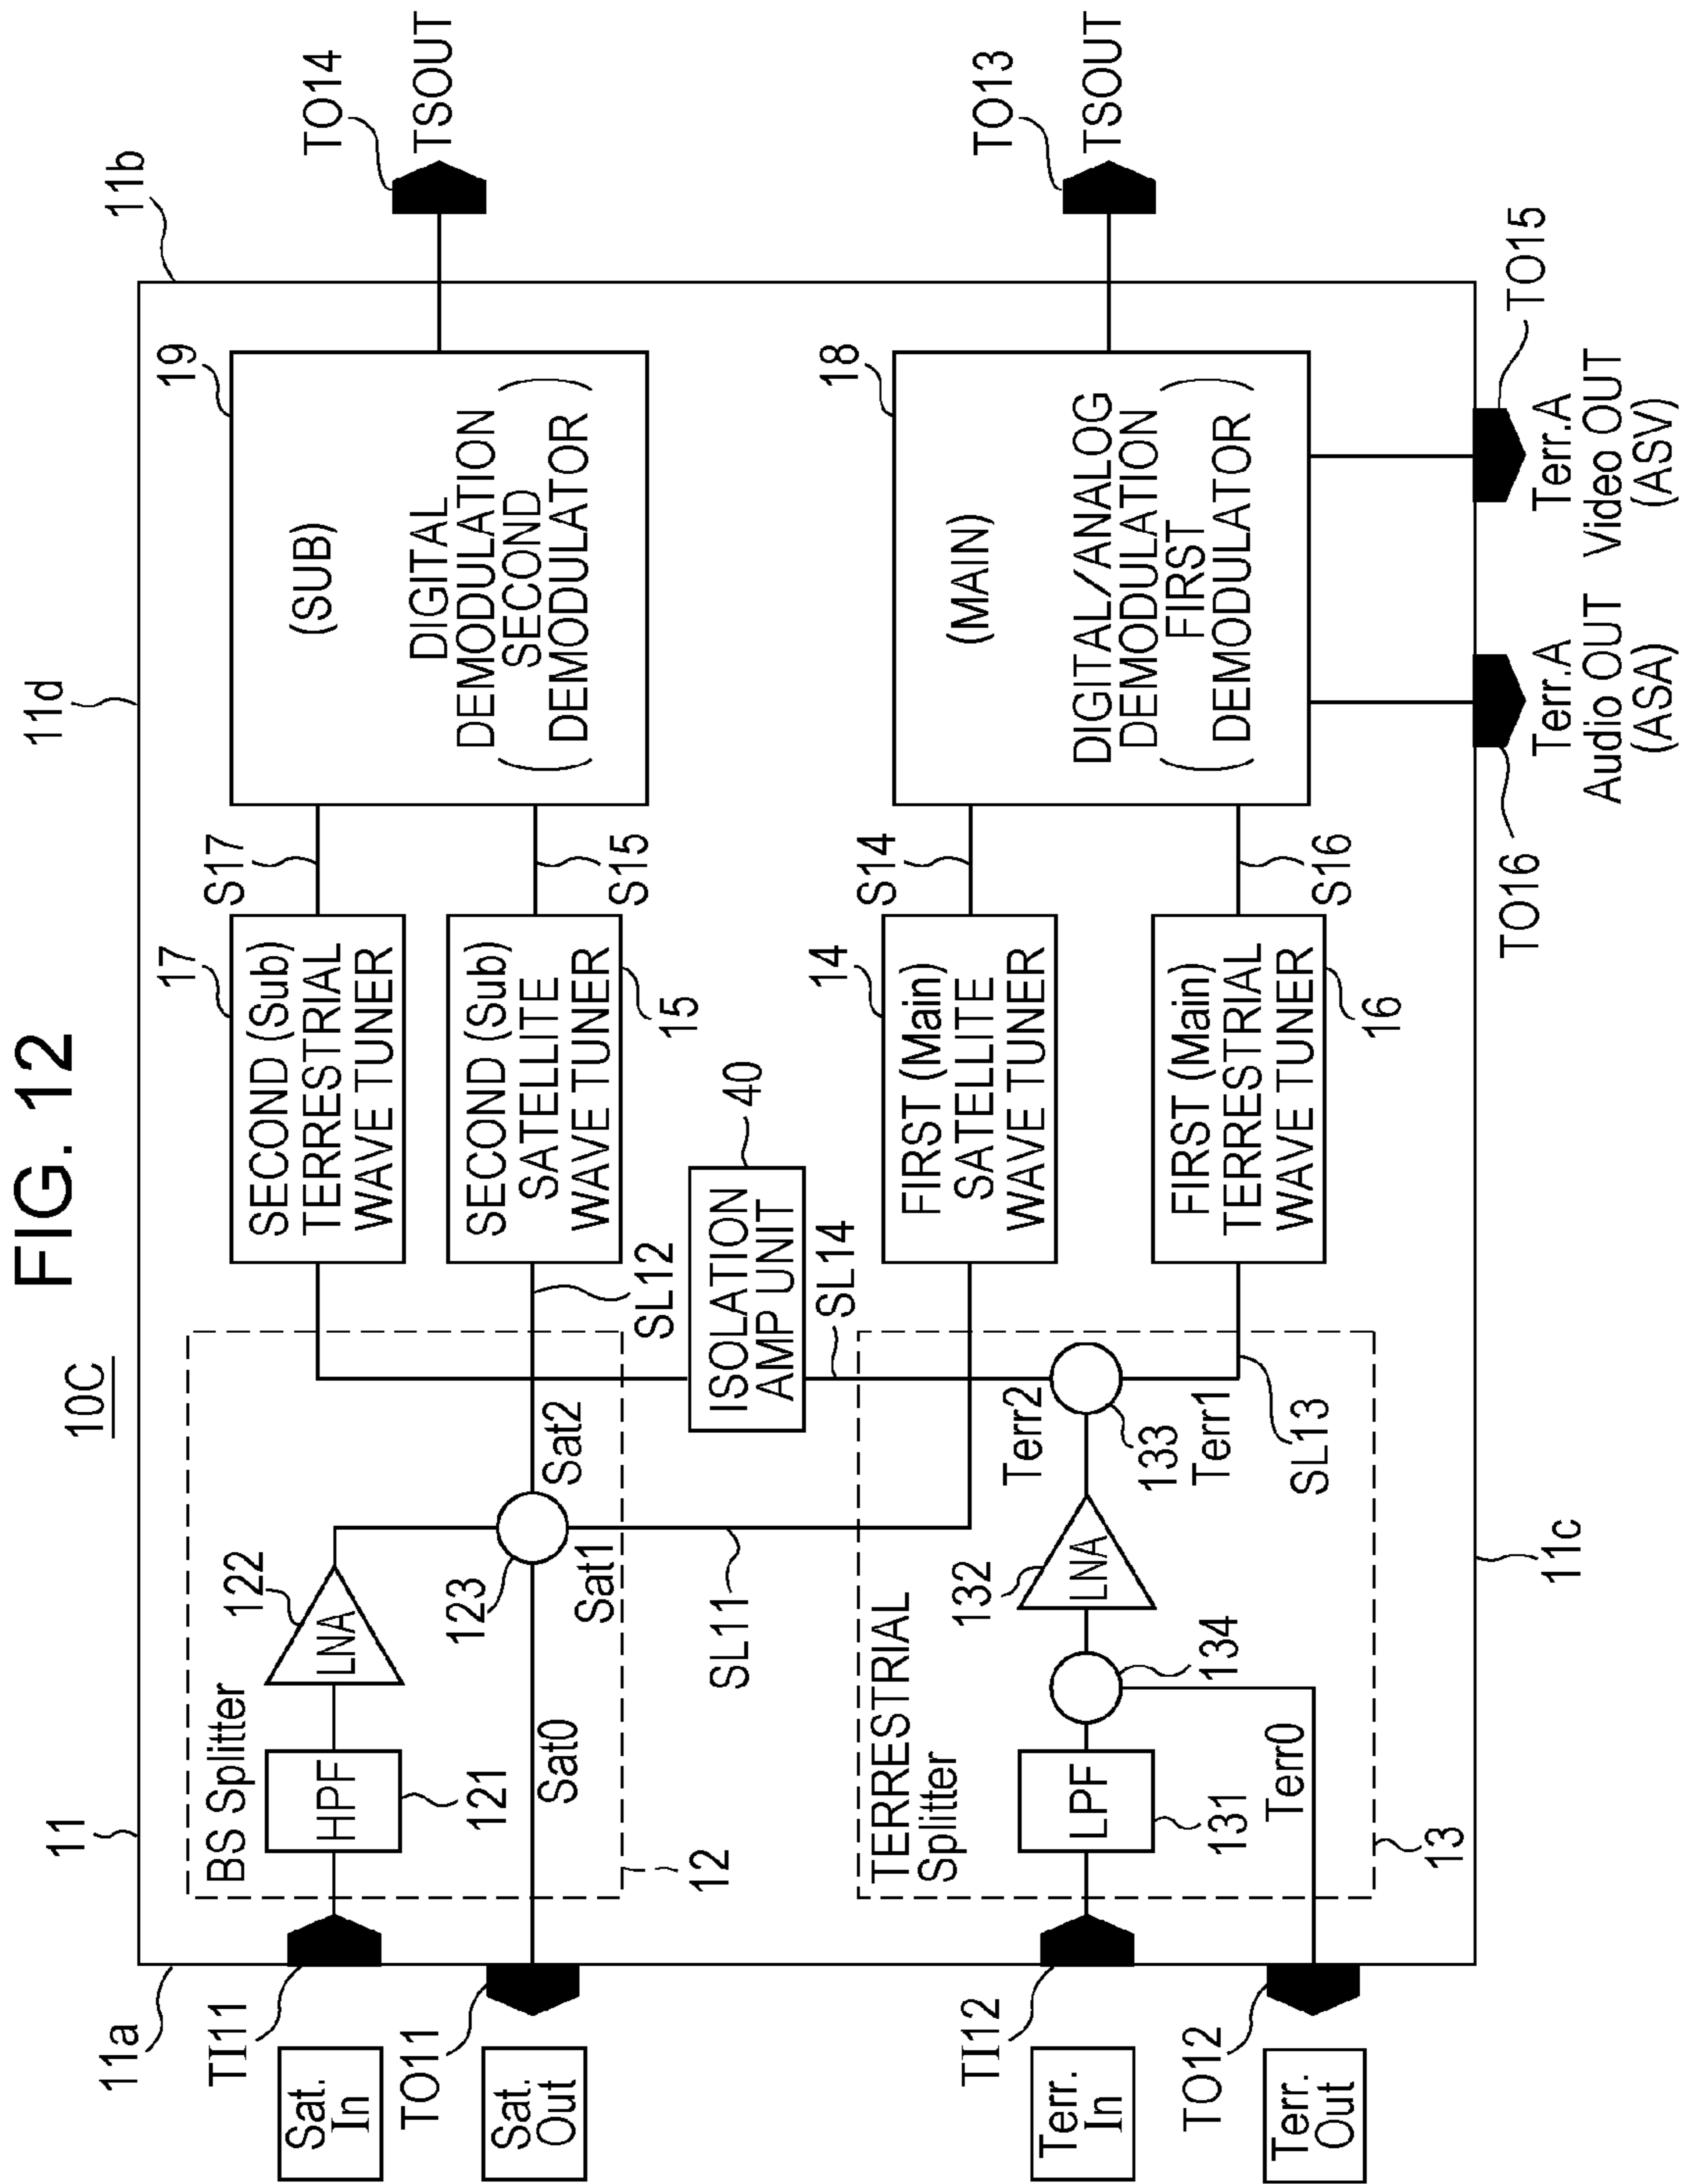 FIG. 12
10C
11
11d
11b
11a
TI11
Sat.
In
TO11
Sat.
Out
BS Splitter
HPF
121
LNA
122
123
Sat0
Sat1
Sat2
12
SL11
SL12
SECOND (Sub)
TERRESTRIAL
WAVE TUNER
17
S17
SECOND (Sub)
SATELLITE
WAVE TUNER
15
S15
(SUB)
DIGITAL
DEMODULATION
SECOND
DEMODULATOR
19
TO14
TSOUT
ISOLATION
AMP UNIT
40
SL14
TI12
Terr.
In
TO12
Terr.
Out
TERRESTRIAL
Splitter
LPF
131
Terr0
134
LNA
132
133
Terr2
Terr1
SL13
13
FIRST (Main)
SATELLITE
WAVE TUNER
14
S14
FIRST (Main)
TERRESTRIAL
WAVE TUNER
16
S16
(MAIN)
DIGITAL/ANALOG
DEMODULATION
FIRST
DEMODULATOR
18
TO13
TSOUT
11c
TO16
Terr.A
Audio OUT
(ASA)
TO15
Terr.A
Video OUT
(ASV)